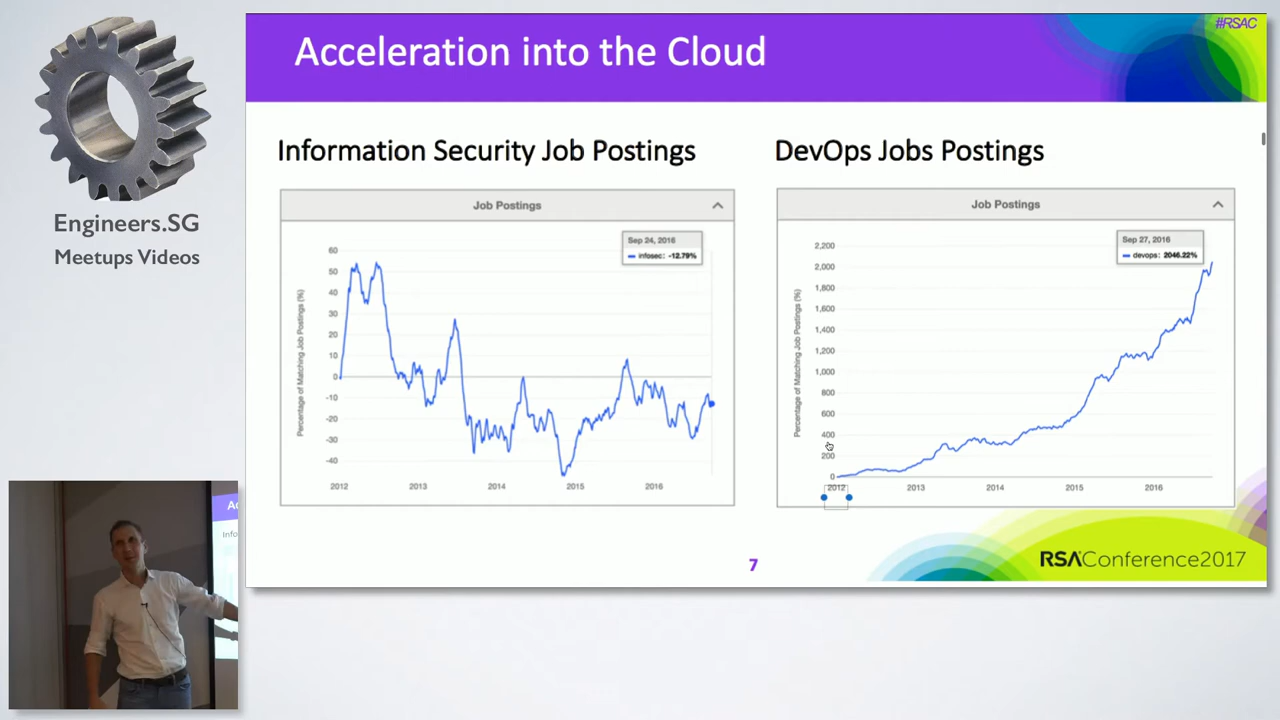 #RSAC
Acceleration into the Cloud
Engineers.SG
Meetups Videos
Information Security Job Postings
Job Postings
Sep 24, 2016
infosec: -12.79%
Percentage of Matching Job Postings (%)
60
50
40
30
20
10
0
-10
-20
-30
-40
2012
2013
2014
2015
2016
DevOps Jobs Postings
Job Postings
Sep 27, 2016
devops: 2046.22%
Percentage of Matching Job Postings (%)
2,200
2,000
1,800
1,600
1,400
1,200
1,000
800
600
400
200
0
2012
2013
2014
2015
2016
7
RSAConference2017
Ac
Info